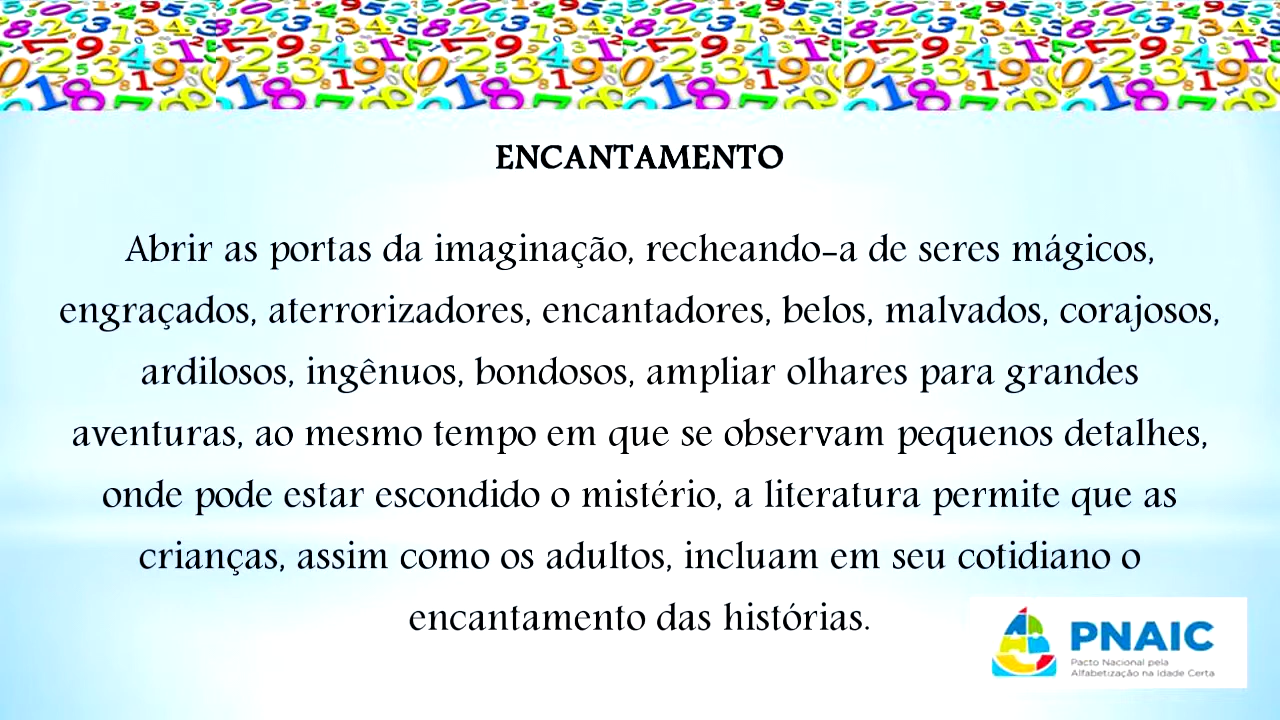 ENCANTAMENTO
Abrir as portas da imaginação, recheando-a de seres mágicos,
engraçados, aterrorizadores, encantadores, belos, malvados, corajosos,
ardilosos, ingênuos, bondosos, ampliar olhares para grandes
aventuras, ao mesmo tempo em que se observam pequenos detalhes,
onde pode estar escondido o mistério, a literatura permite que as
crianças, assim como os adultos, incluam em seu cotidiano o
encantamento das histórias.
PNAIC
Pacto Nacional pela
Alfabetização na Idade Certa